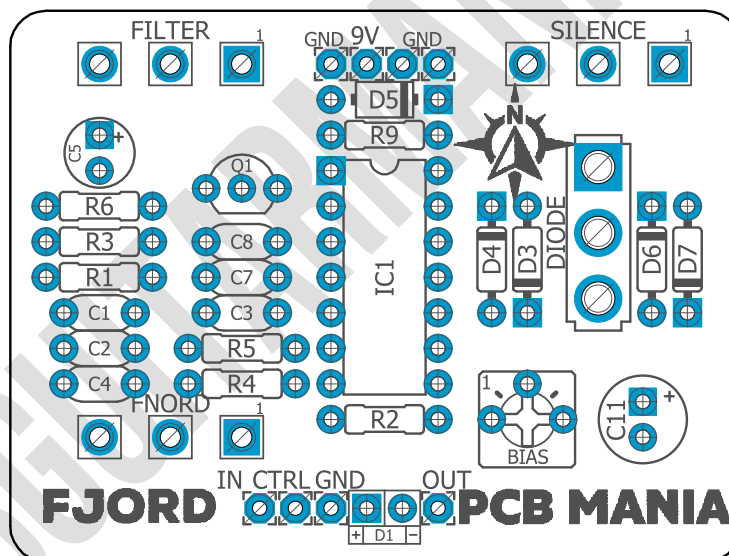 FILTER 1
GND 9V GND
SILENCE 1
D5
C5 +
R9
N
Q1
R6
R3
R1
C8
C7
C3
IC1
D4
D3
DIODE
D6
D7
C1
C2
C4
R5
R4
R2
1
BIAS
C11 +
FNORD 1
IN CTRL GND OUT
FJORD
PCB MANIA
+ D1 −